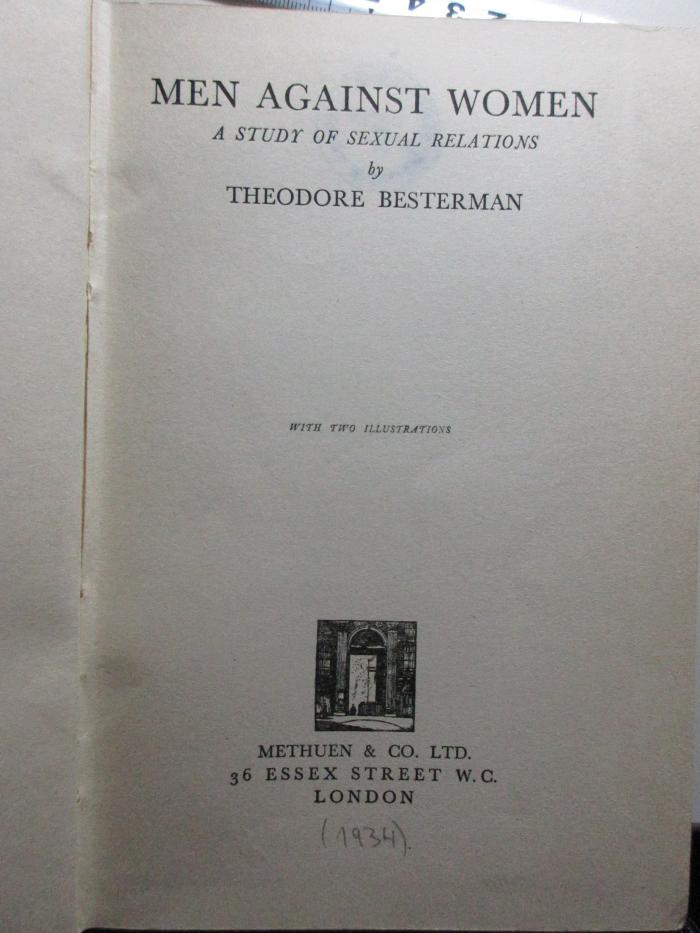 MEN AGAINST WOMEN
A STUDY OF SEXUAL RELATIONS
by
THEODORE BESTERMAN
WITH TWO ILLUSTRATIONS
METHUEN & CO. LTD.
36 ESSEX STREET W.C.
LONDON
(1934).